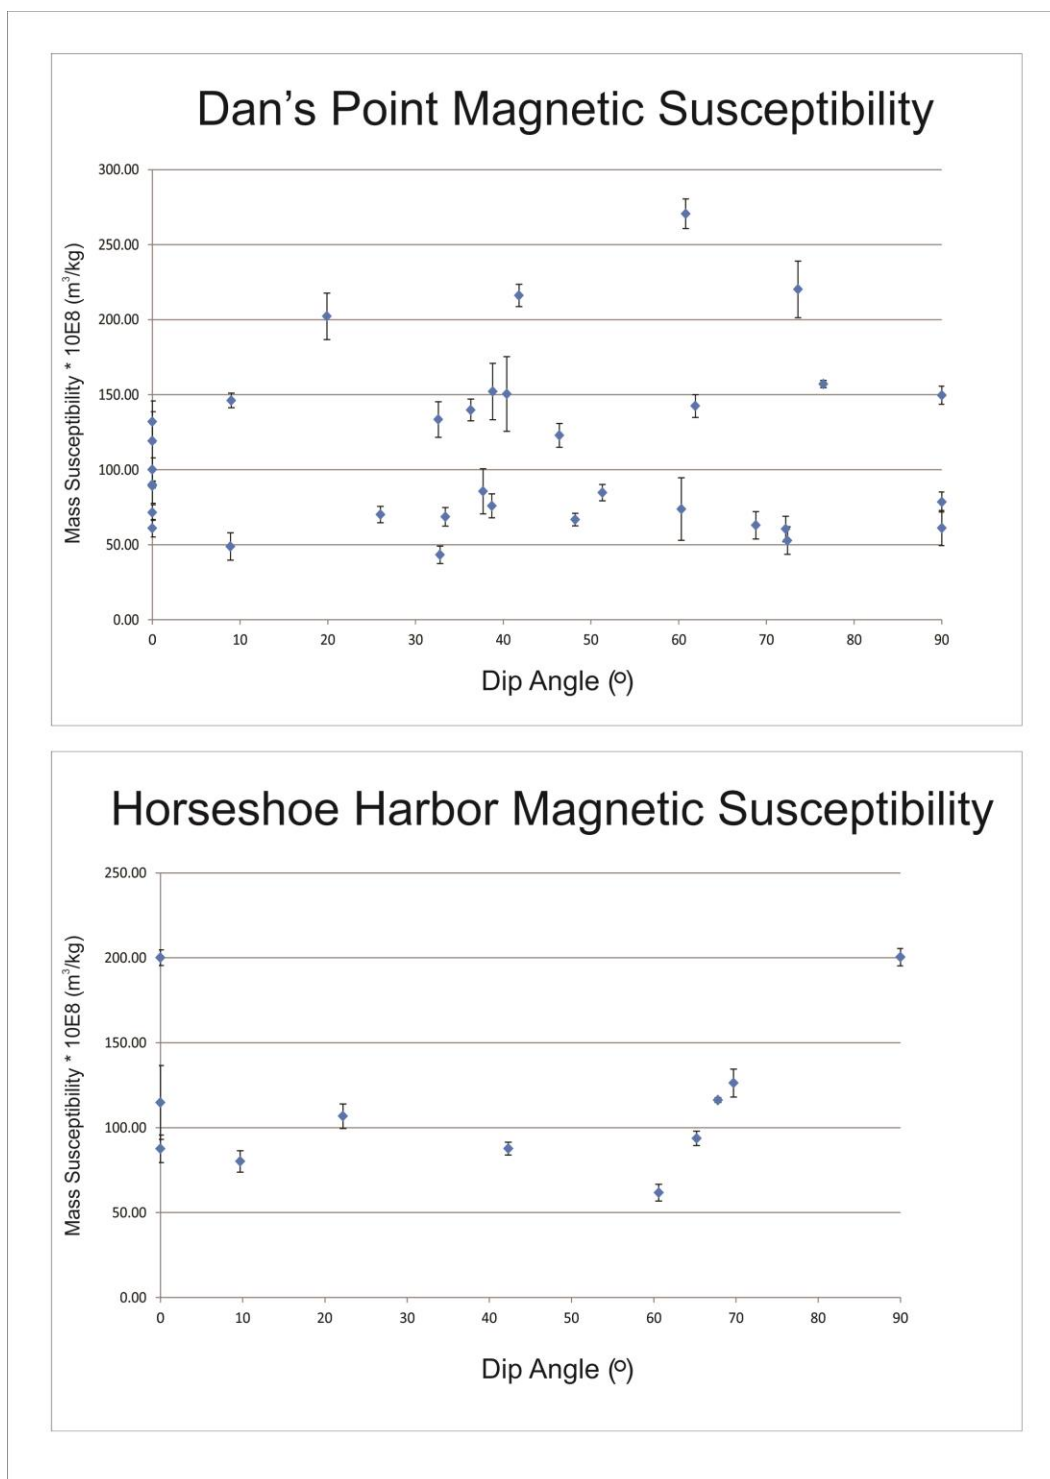 Dan's Point Magnetic Susceptibility
300.00
250.00
200.00
150.00
100.00
50.00
0.00
Mass Susceptibility * 10E8 (m³/kg)
0 10 20 30 40 50 60 70 80 90
Dip Angle (º)
Horseshoe Harbor Magnetic Susceptibility
250.00
200.00
150.00
100.00
50.00
0.00
Mass Susceptibility * 10E8 (m³/kg)
0 10 20 30 40 50 60 70 80 90
Dip Angle (º)